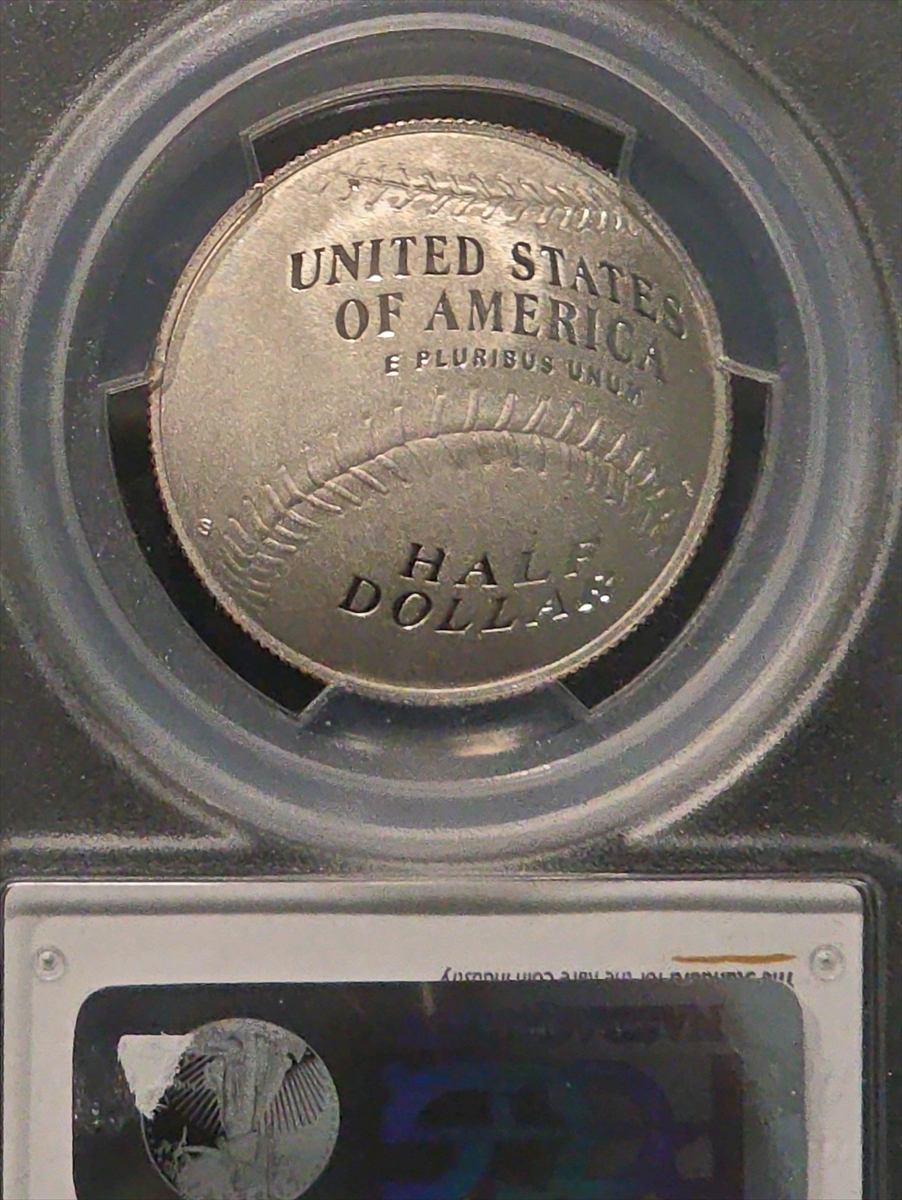 UNITED STATES
OF AMERICA
E PLURIBUS UNUM
S
HALF
DOLLAR
The Standard for the rare coin industry